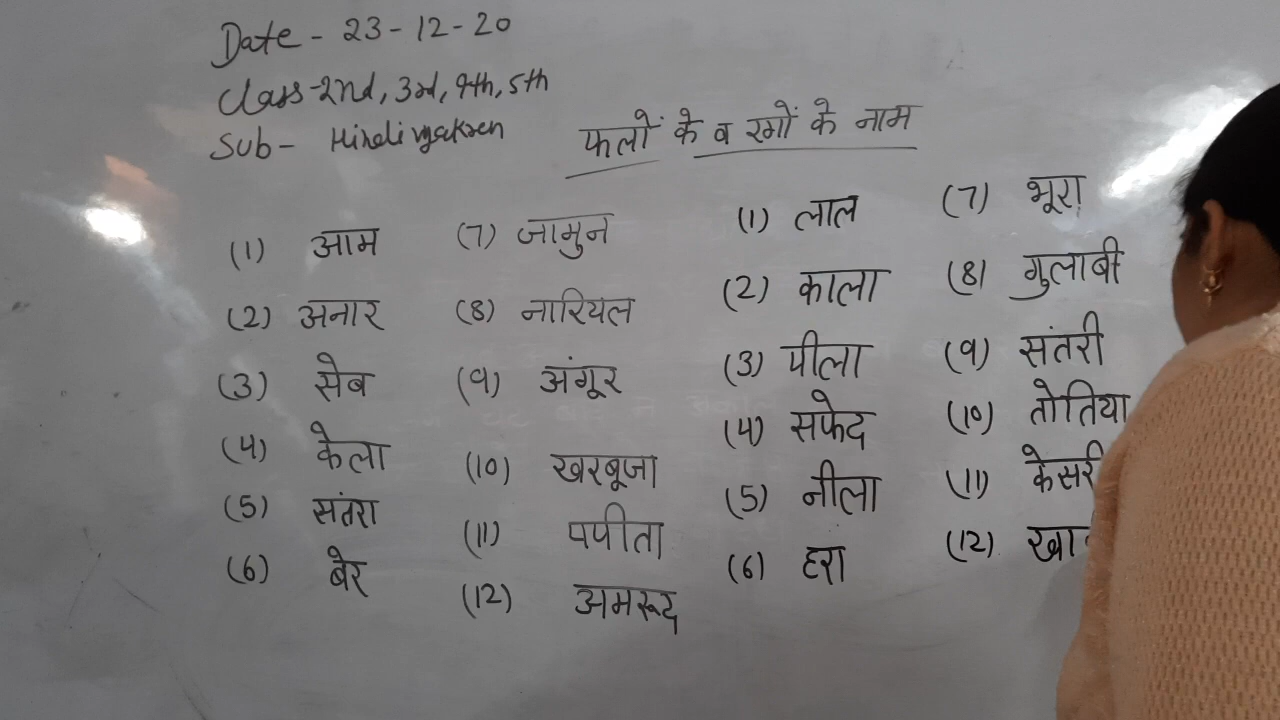 Date - 23-12-20
Class-2nd, 3rd, 4th, 5th
Sub- Hindi
फलों के व रगों के नाम
(1) आम
(2) अनार
(3) सेब
(4) केला
(5) संतरा
(6) बेर
(7) जामुन
(8) नारियल
(9) अंगूर
(10) खरबूजा
(11) पपीता
(12) अमरूद
(1) लाल
(2) काला
(3) पीला
(4) सफेद
(5) नीला
(6) हरा
(7) भूरा
(8) गुलाबी
(9) संतरी
(10) तोतिया
(11) केसरी
(12)